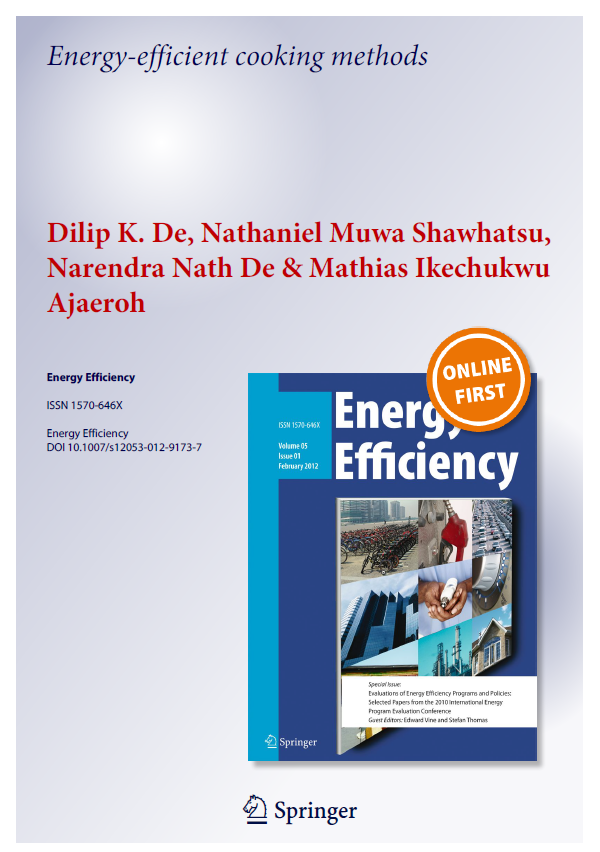 Energy-efficient cooking methods
Dilip K. De, Nathaniel Muwa Shawhatsu,
Narendra Nath De & Mathias Ikechukwu
Ajaeroh
Energy Efficiency
ISSN 1570-646X
Energy Efficiency
DOI 10.1007/s12053-012-9173-7
ONLINE
FIRST
ISSN 1570-646X
Volume 05
Issue 01
February 2012
Energy
Efficiency
Special Issue:
Evaluations of Energy Efficiency Programs and Policies:
Selected Papers from the 2010 International Energy
Program Evaluation Conference
Guest Editors: Edward Vine and Stefan Thomas
Springer
Springer